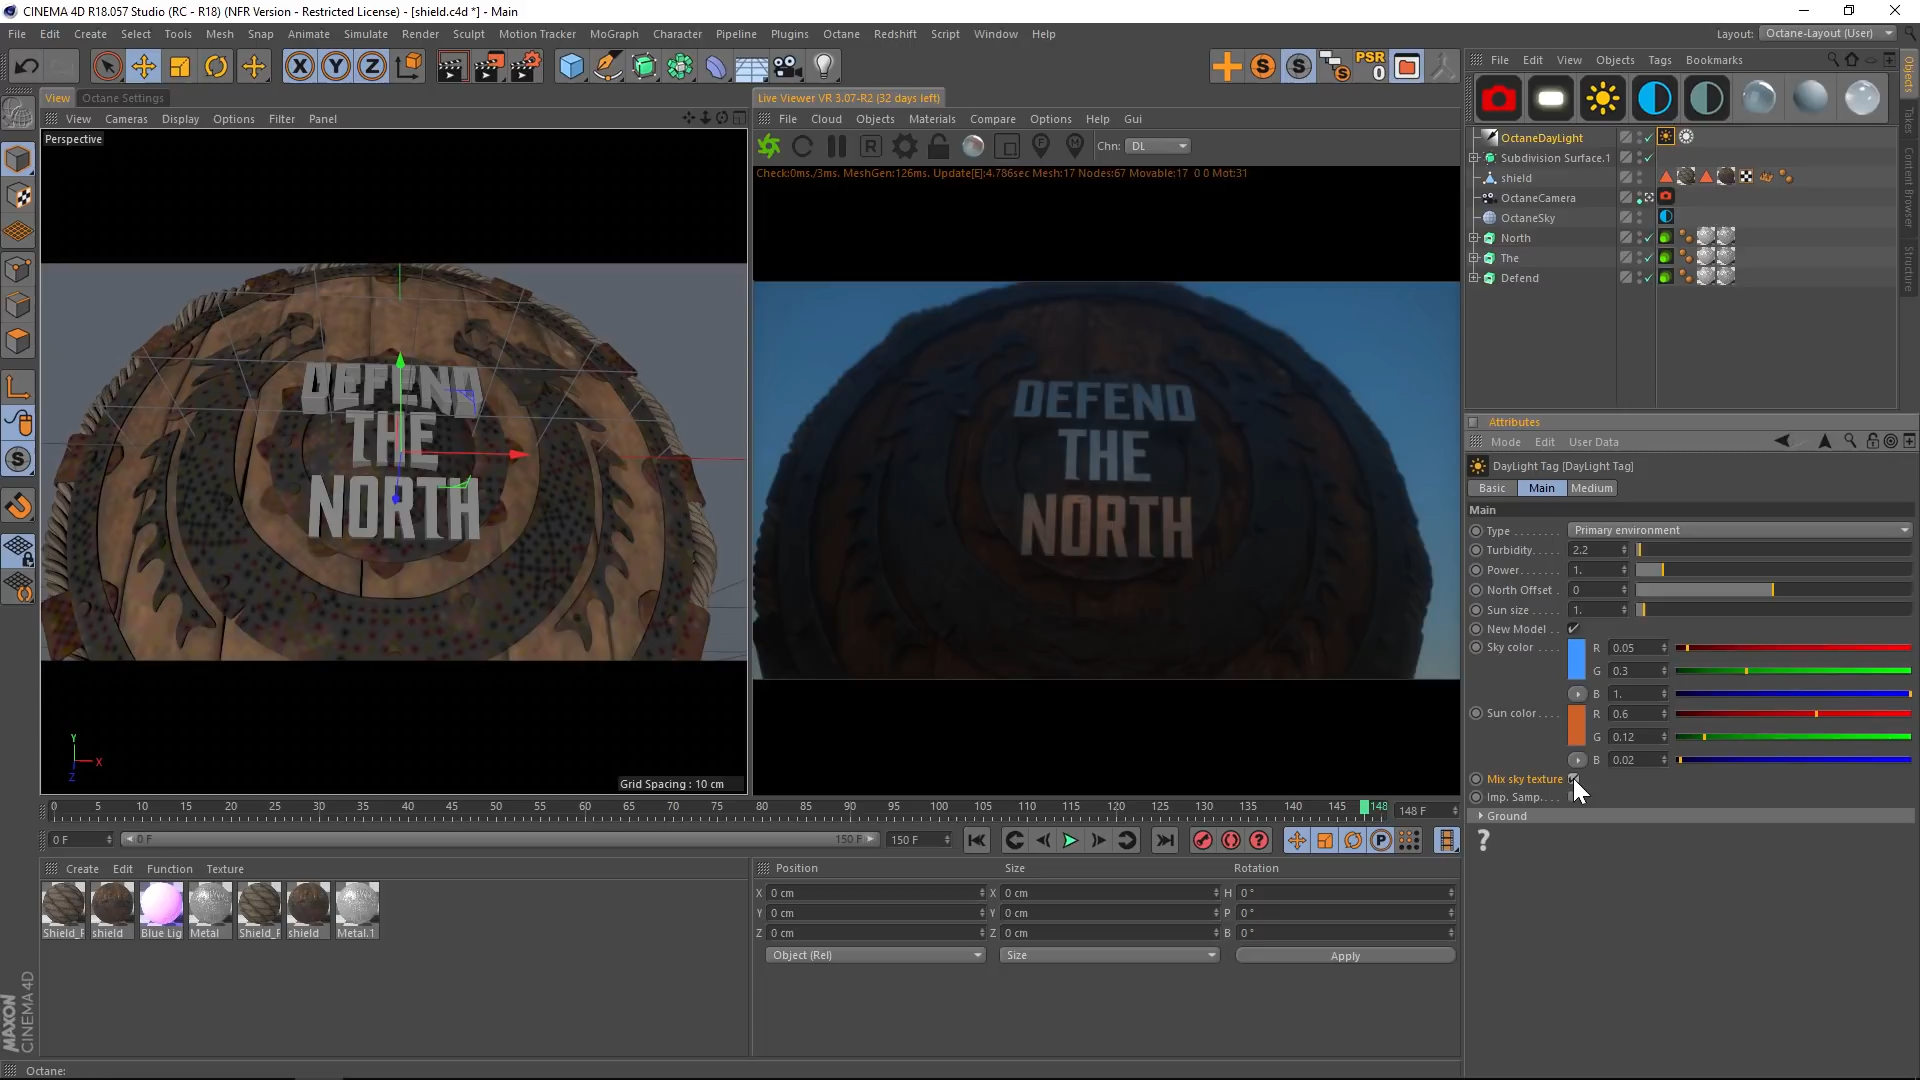 CINEMA 4D R18.057 Studio (RC - R18) (NFR Version - Restricted License) - [shield.c4d *] - Main
File Edit Create Select Tools Mesh Snap Animate Simulate Render Sculpt Motion Tracker MoGraph Character Pipeline Plugins Octane Redshift Script Window Help
Layout: Octane-Layout (User)
PSR
0
File Edit View Objects Tags Bookmarks
View Octane Settings
View Cameras Display Options Filter Panel
Perspective
DEFEND
THE
NORTH
Y
X
Z
Grid Spacing : 10 cm
Live Viewer VR 3.07-R2 (32 days left)
File Cloud Objects Materials Compare Options Help Gui
Chn: DL
Check:0ms./3ms. MeshGen:126ms. Update[E]:4.786sec Mesh:17 Nodes:67 Movable:17 0 0 Mot:31
DEFEND
THE
NORTH
OctaneDayLight
Subdivision Surface.1
shield
OctaneCamera
OctaneSky
North
The
Defend
Objects
Takes
Content Browser
Structure
Attributes
Mode Edit User Data
DayLight Tag [DayLight Tag]
Basic Main Medium
Main
Type . . . . . . . . Primary environment
Turbidity. . . . . 2.2
Power. . . . . . . 1.
North Offset . 0
Sun size . . . . . 1.
New Model . .
Sky color . . . . R 0.05
G 0.3
B 1.
Sun color . . . . R 0.6
G 0.12
B 0.02
Mix sky texture
Imp. Samp. . . .
Ground
?
0 5 10 15 20 25 30 35 40 45 50 55 60 65 70 75 80 85 90 95 100 105 110 115 120 125 130 135 140 145 148
148 F
0 F 0 F 150 F 150 F
Create Edit Function Texture
Shield_F shield Blue Lig Metal Shield_F shield Metal.1
Position Size Rotation
X 0 cm X 0 cm H 0 °
Y 0 cm Y 0 cm P 0 °
Z 0 cm Z 0 cm B 0 °
Object (Rel) Size Apply
MAXON
CINEMA 4D
Octane: